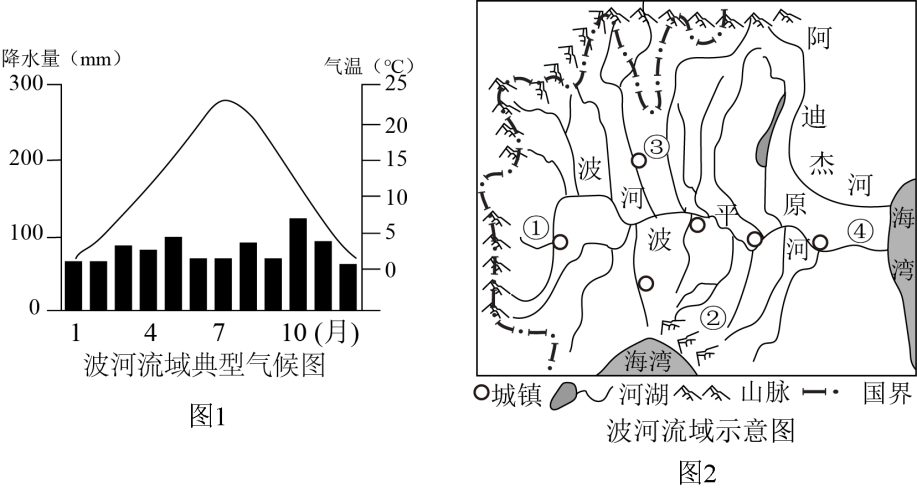 降水量（mm）
气温（℃）
300
200
100
0
25
20
15
10
5
0
1
4
7
10
(月)
波河流域典型气候图
图1
阿
迪
杰
河
波
河
平
原
①
②
③
④
波
河
海
湾
海湾
城镇
河湖
山脉
国界
波河流域示意图
图2